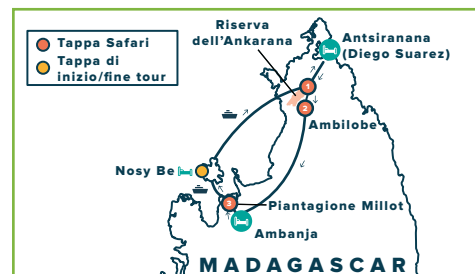 Tappa Safari
Tappa di
inizio/fine tour
Riserva
dell'Ankarana
Antsiranana
(Diego Suarez)
1
2
Ambilobe
Nosy Be
3
Piantagione Millot
Ambanja
MADAGASCAR